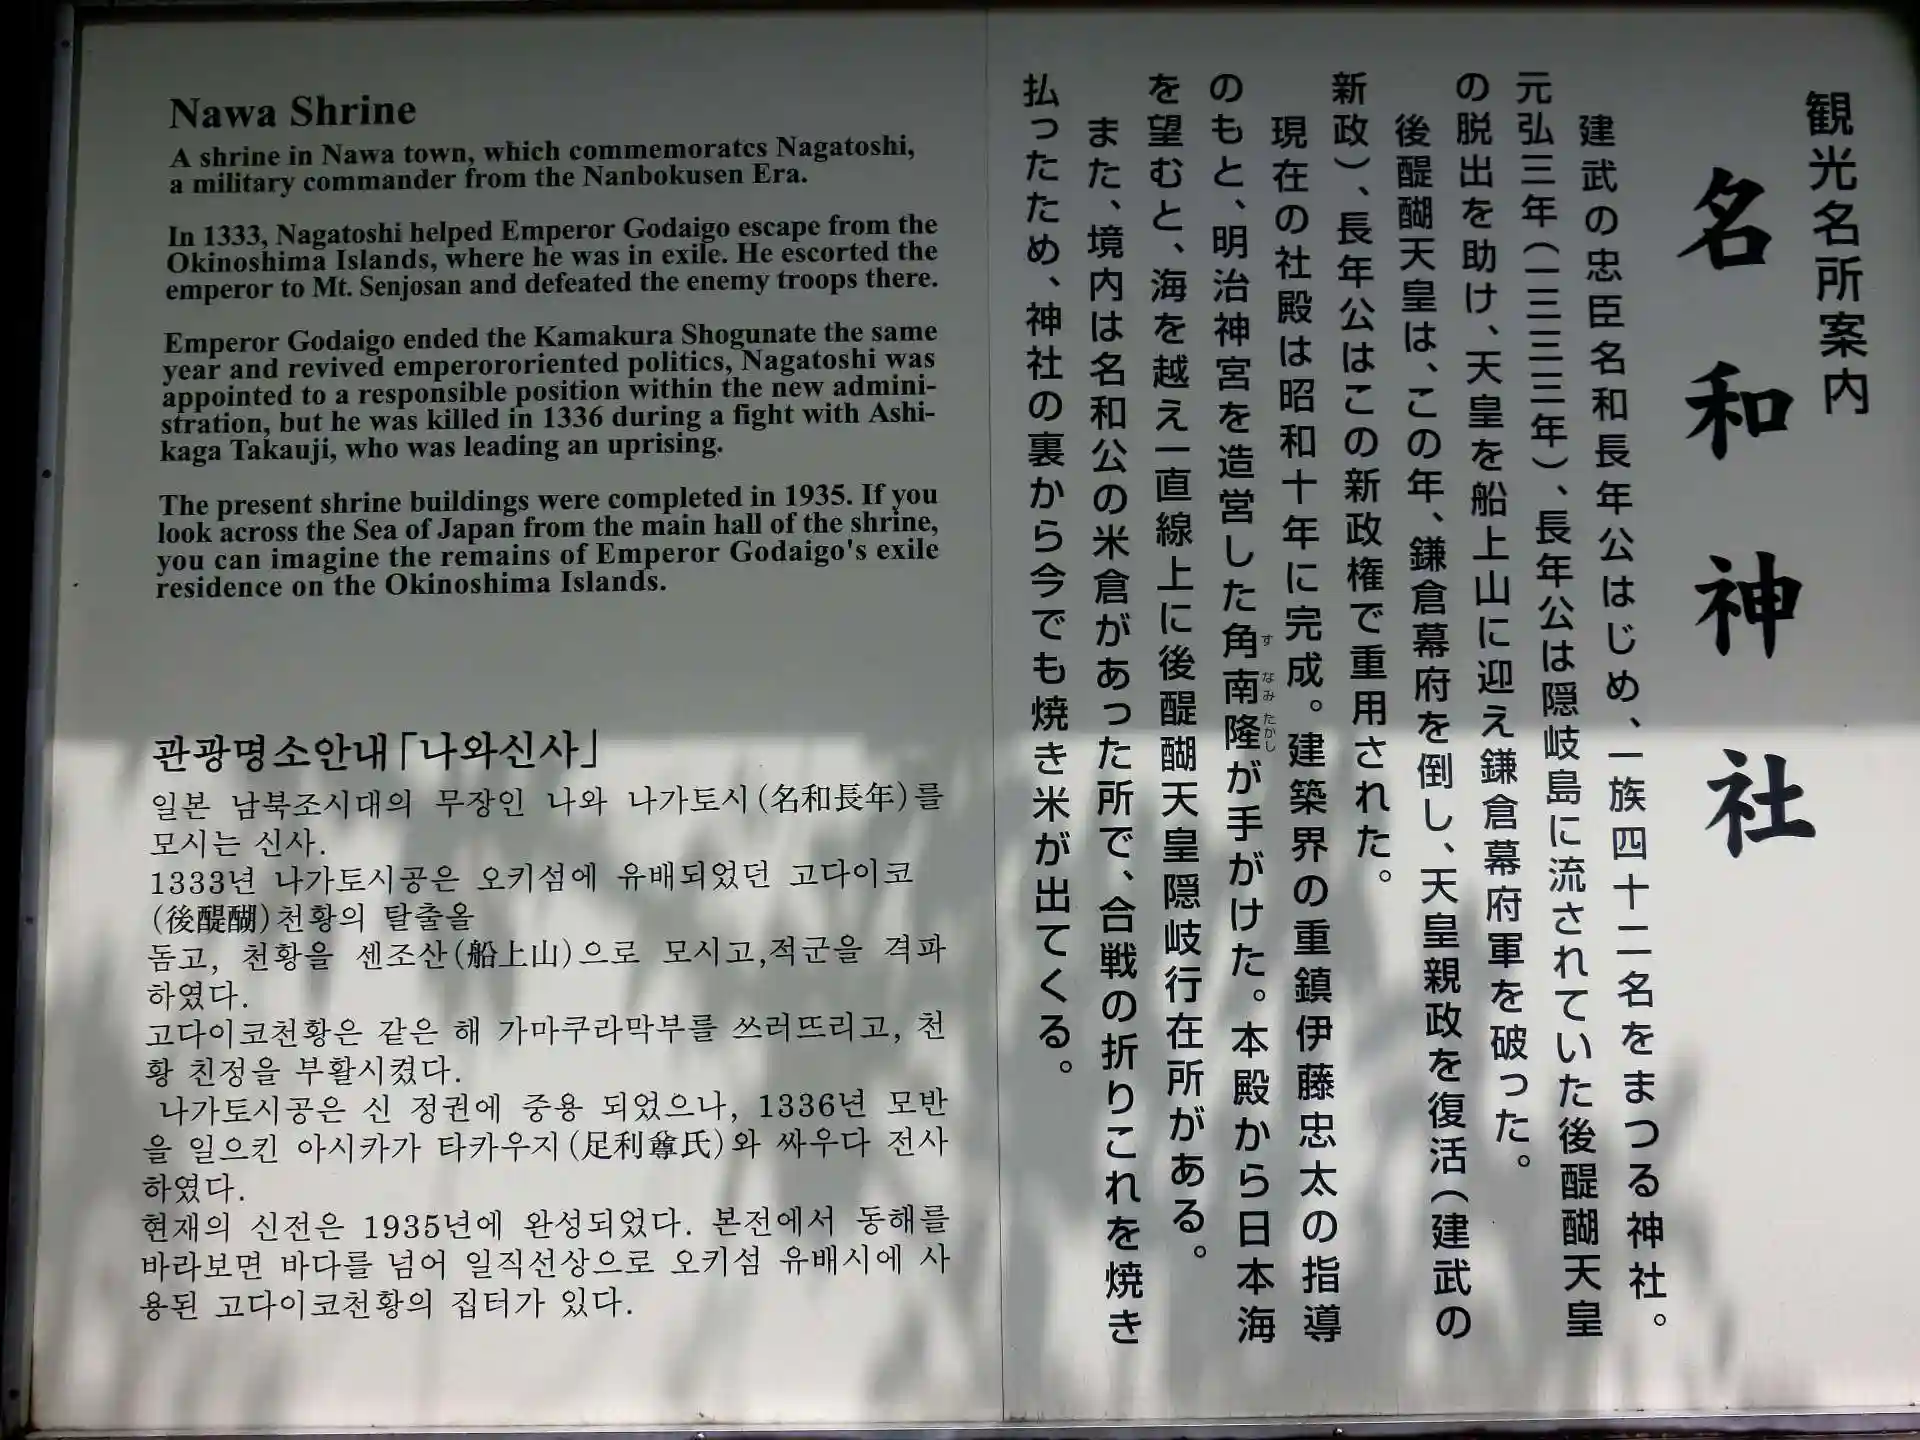 観光名所案内
名和神社
建武の忠臣名和長年公はじめ、一族四十二名をまつる神社。
元弘三年(一三三三年)、長年公は隠岐島に流されていた後醍醐天皇
の脱出を助け、天皇を船上山に迎え鎌倉幕府軍を破った。
後醍醐天皇は、この年、鎌倉幕府を倒し、天皇親政を復活(建武の
新政)、長年公はこの新政権で重用された。
現在の社殿は昭和十年に完成。建築界の重鎮伊藤忠太の指導
のもと、明治神宮を造営した角南隆が手がけた。本殿から日本海
す なみ たかし
を望むと、海を越え一直線上に後醍醐天皇隠岐行在所がある。
また、境内は名和公の米倉があった所で、合戦の折りこれを焼き
払ったため、神社の裏から今でも焼き米が出てくる。
Nawa Shrine
A shrine in Nawa town, which commemoratcs Nagatoshi,
a military commander from the Nanbokusen Era.
In 1333, Nagatoshi helped Emperor Godaigo escape from the
Okinoshima Islands, where he was in exile. He escorted the
emperor to Mt. Senjosan and defeated the enemy troops there.
Emperor Godaigo ended the Kamakura Shogunate the same
year and revived emperororiented politics, Nagatoshi was
appointed to a responsible position within the new admini-
stration, but he was killed in 1336 during a fight with Ashi-
kaga Takauji, who was leading an uprising.
The present shrine buildings were completed in 1935. If you
look across the Sea of Japan from the main hall of the shrine,
you can imagine the remains of Emperor Godaigo's exile
residence on the Okinoshima Islands.
관광명소안내「나와신사」
일본 남북조시대의 무장인 나와 나가토시(名和長年)를
모시는 신사.
1333년 나가토시공은 오키섬에 유배되었던 고다이코
(後醍醐)천황의 탈출올
돔고, 천황을 센조산(船上山)으로 모시고,적군을 격파
하였다.
고다이코천황은 같은 해 가마쿠라막부를 쓰러뜨리고, 천
황 친정을 부활시켰다.
나가토시공은 신 정권에 중용 되었으나, 1336년 모반
을 일으킨 아시카가 타카우지(足利尊氏)와 싸우다 전사
하였다.
현재의 신전은 1935년에 완성되었다. 본전에서 동해를
바라보면 바다를 넘어 일직선상으로 오키섬 유배시에 사
용된 고다이코천황의 집터가 있다.